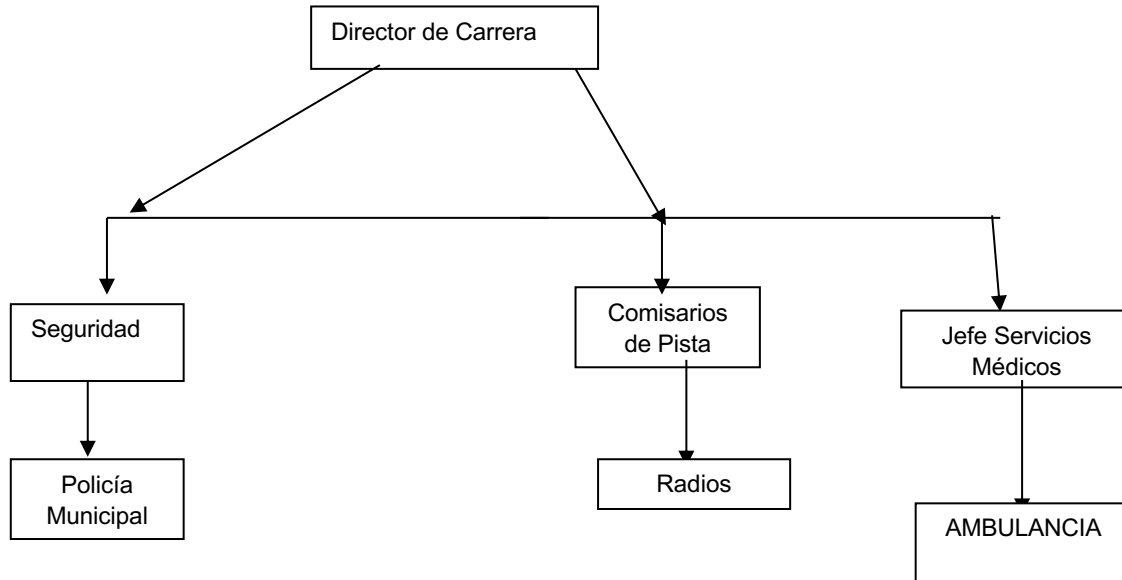 Director de Carrera
Seguridad
Comisarios
de Pista
Jefe Servicios
Médicos
Policía
Municipal
Radios
AMBULANCIA